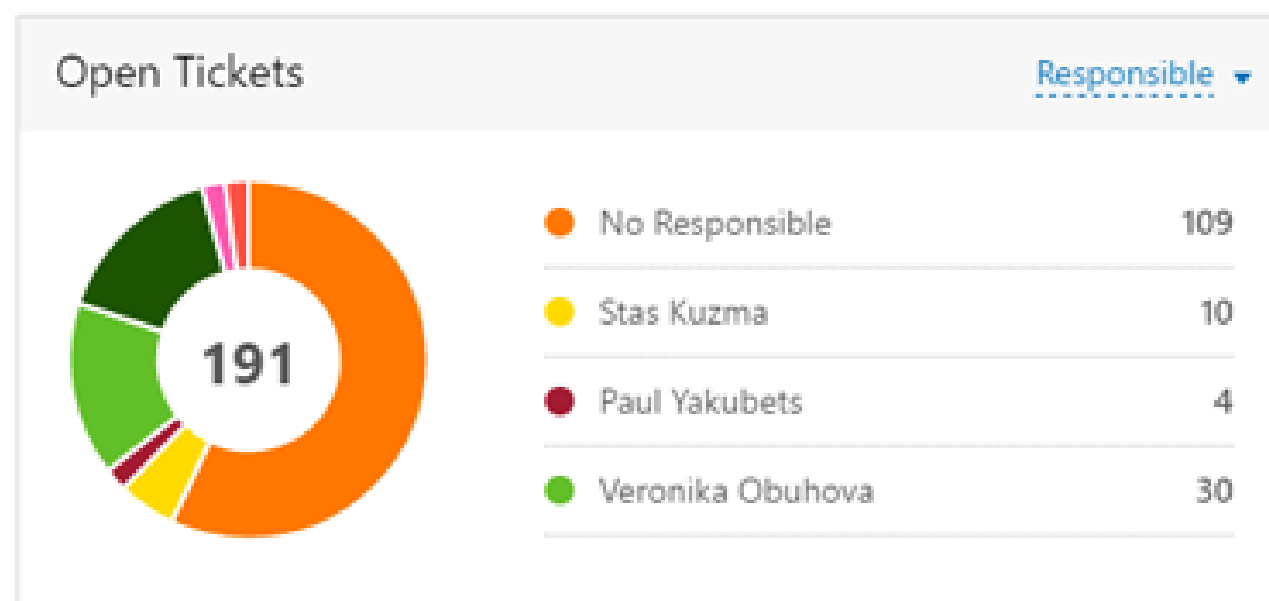 Open Tickets
Responsible
191
No Responsible 109
Stas Kuzma 10
Paul Yakubets 4
Veronika Obuhova 30